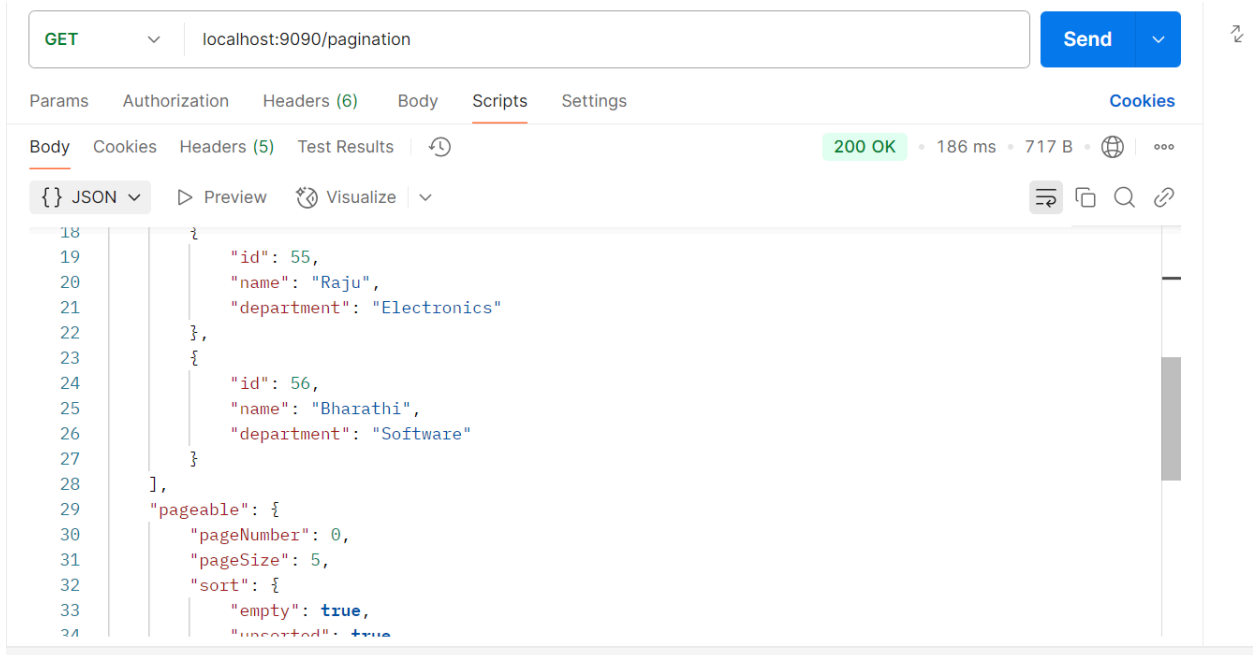 GET localhost:9090/pagination Send
Params Authorization Headers (6) Body Scripts Settings Cookies
Body Cookies Headers (5) Test Results 200 OK • 186 ms • 717 B •
{} JSON Preview Visualize
18 {
19 "id": 55,
20 "name": "Raju",
21 "department": "Electronics"
22 },
23 {
24 "id": 56,
25 "name": "Bharathi",
26 "department": "Software"
27 }
28 ],
29 "pageable": {
30 "pageNumber": 0,
31 "pageSize": 5,
32 "sort": {
33 "empty": true,
34 "unsorted": true